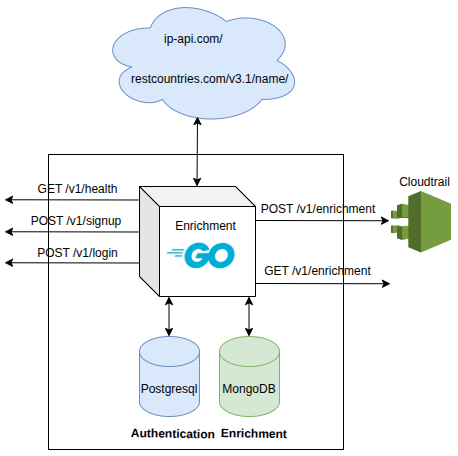 ip-api.com/
restcountries.com/v3.1/name/
GET /v1/health
POST /v1/signup
POST /v1/login
Enrichment
GO
POST /v1/enrichment
GET /v1/enrichment
Cloudtrail
Postgresql
MongoDB
Authentication
Enrichment